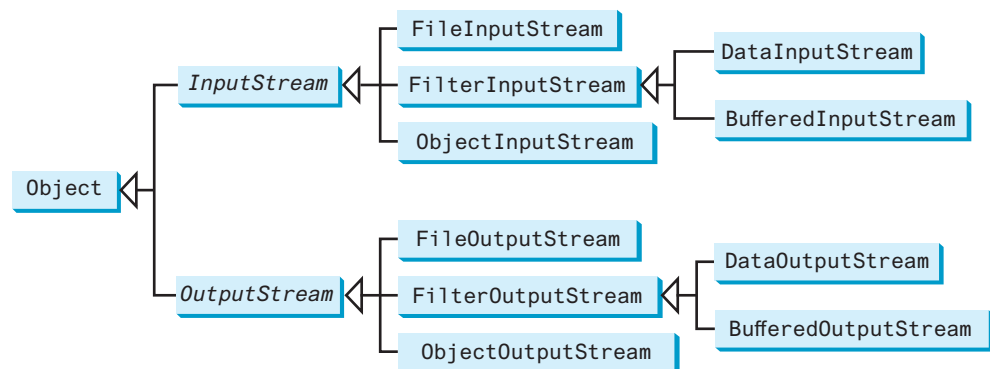 FileInputStream
DataInputStream
InputStream
FilterInputStream
BufferedInputStream
ObjectInputStream
Object
FileOutputStream
DataOutputStream
OutputStream
FilterOutputStream
BufferedOutputStream
ObjectOutputStream